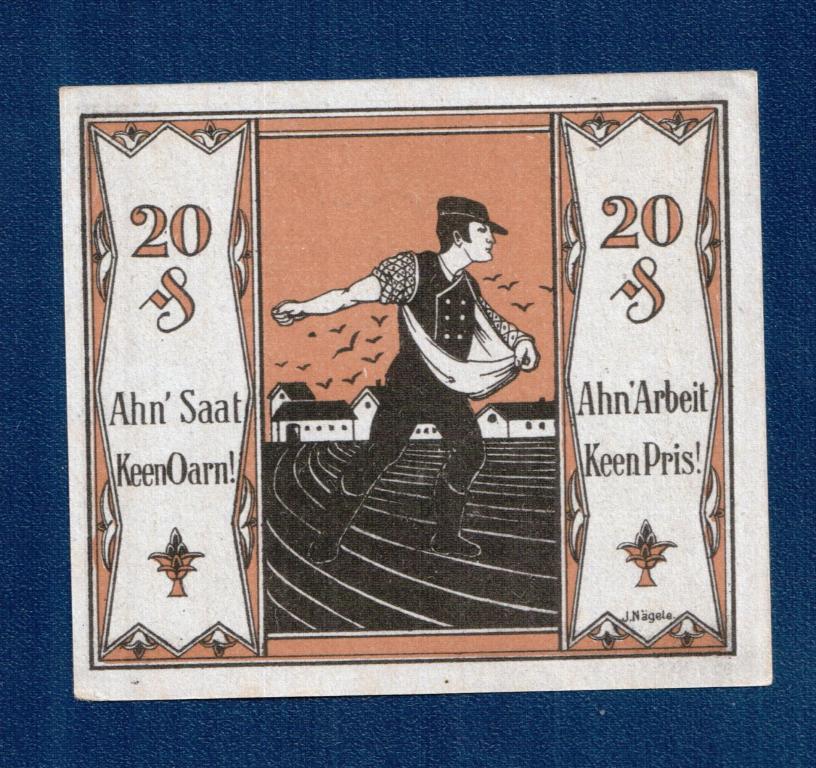 20
₰
Ahn' Saat
Keen Oarn!
20
₰
Ahn' Arbeit
Keen Pris!
J. Nägele